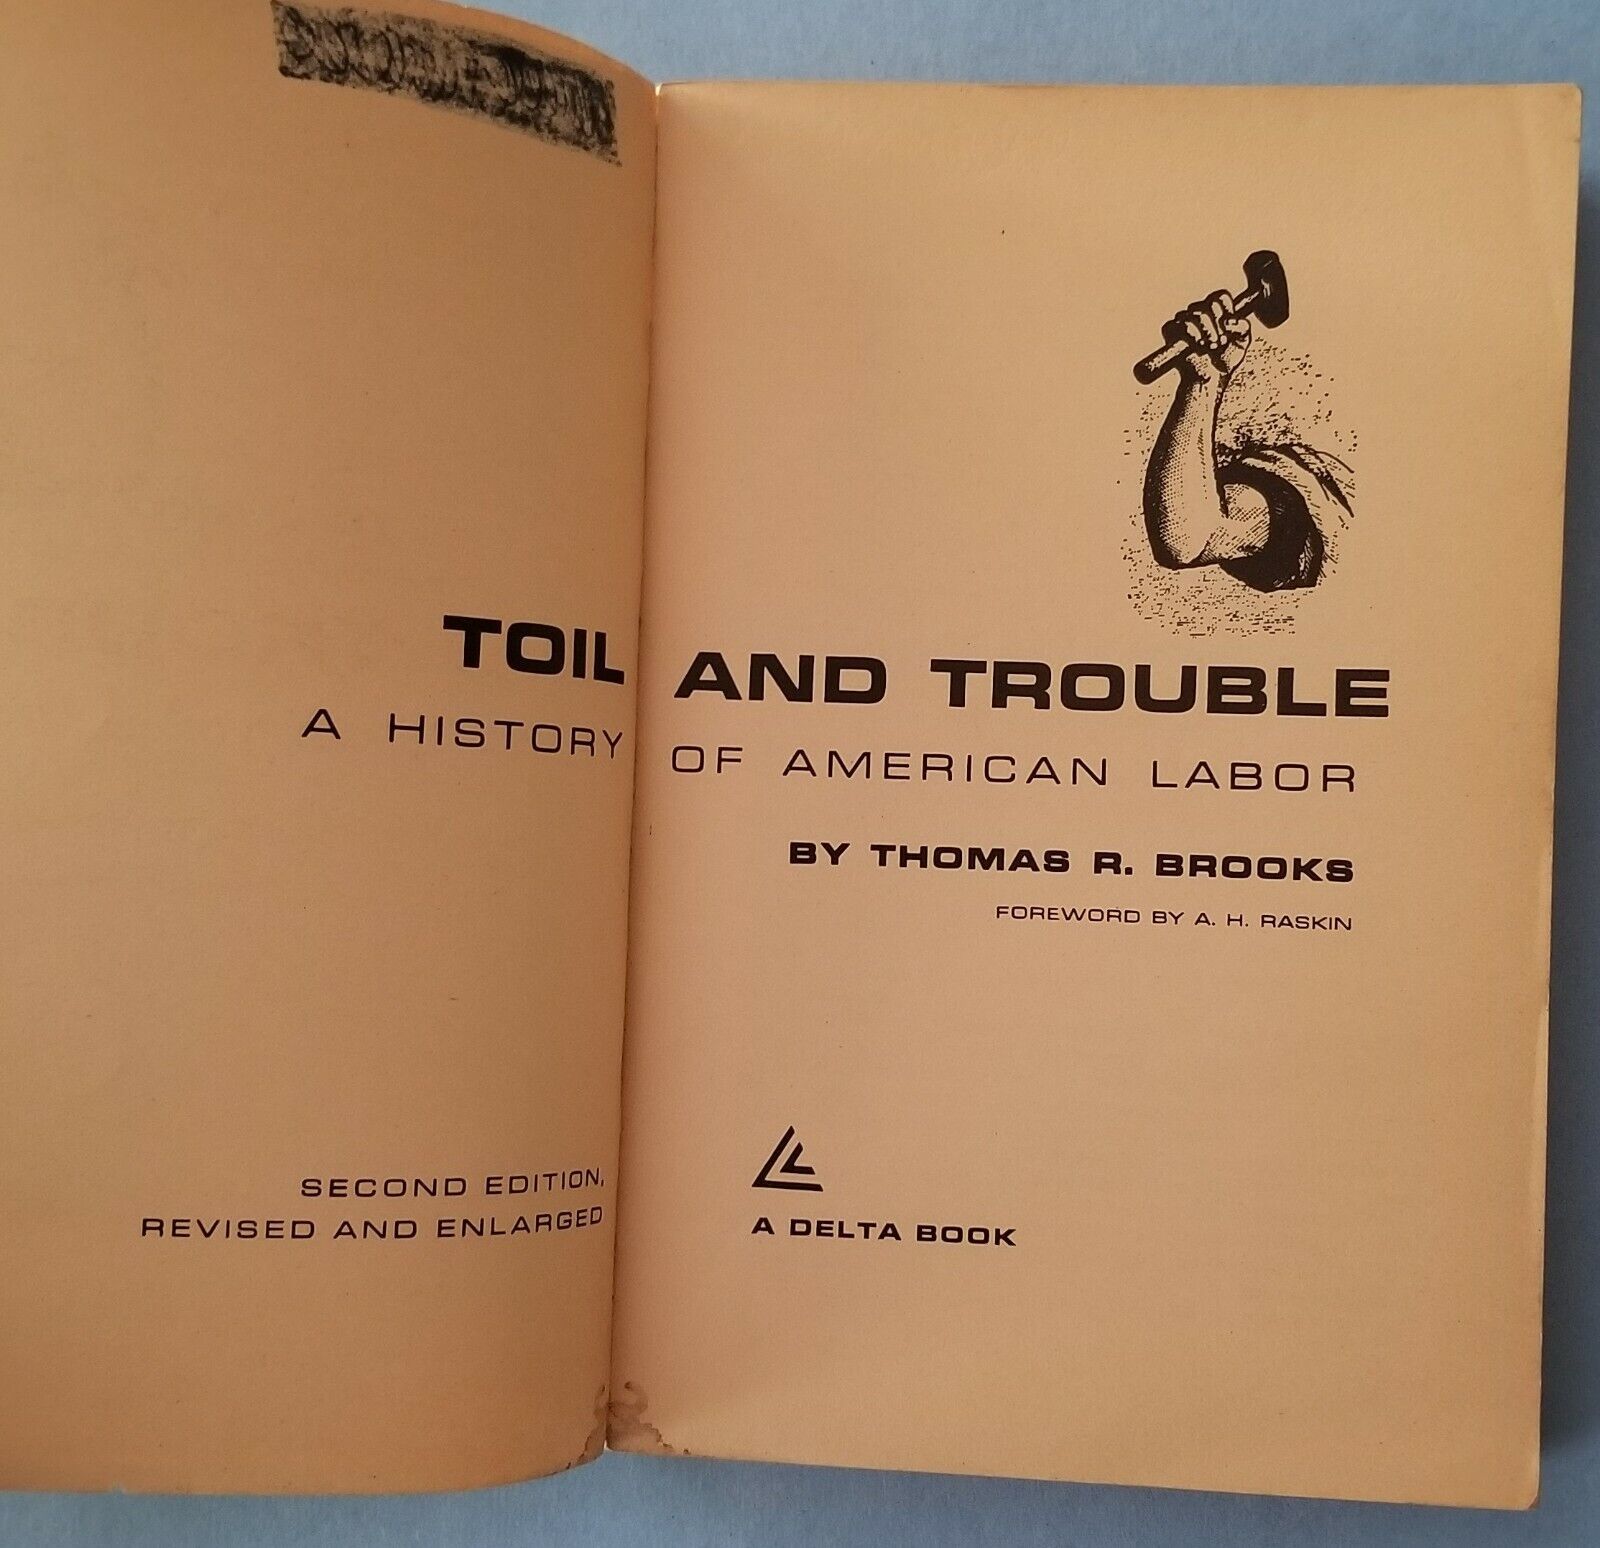 TOIL AND TROUBLE
A HISTORY OF AMERICAN LABOR
BY THOMAS R. BROOKS
FOREWORD BY A. H. RASKIN
SECOND EDITION,
REVISED AND ENLARGED
A DELTA BOOK